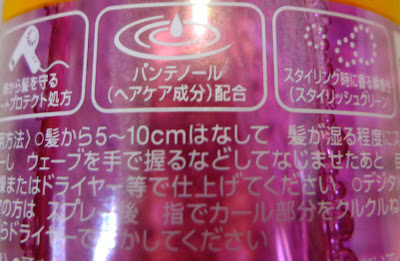 から髪を守る
ートプロテクト処方
パンテノール
(ヘアケア成分)配合
スタイリング時に香る
(スタイリッシュグリーン)
方法〉○髪から5~10cmはなして 髪が湿る程度にス
ーし ウェーブを手で握るなどしてなじませたあと
またはドライヤー等で仕上げてください ○デジタ
の方は スプレー後 指でカール部分をクルクルね
らドライヤーで かしてください